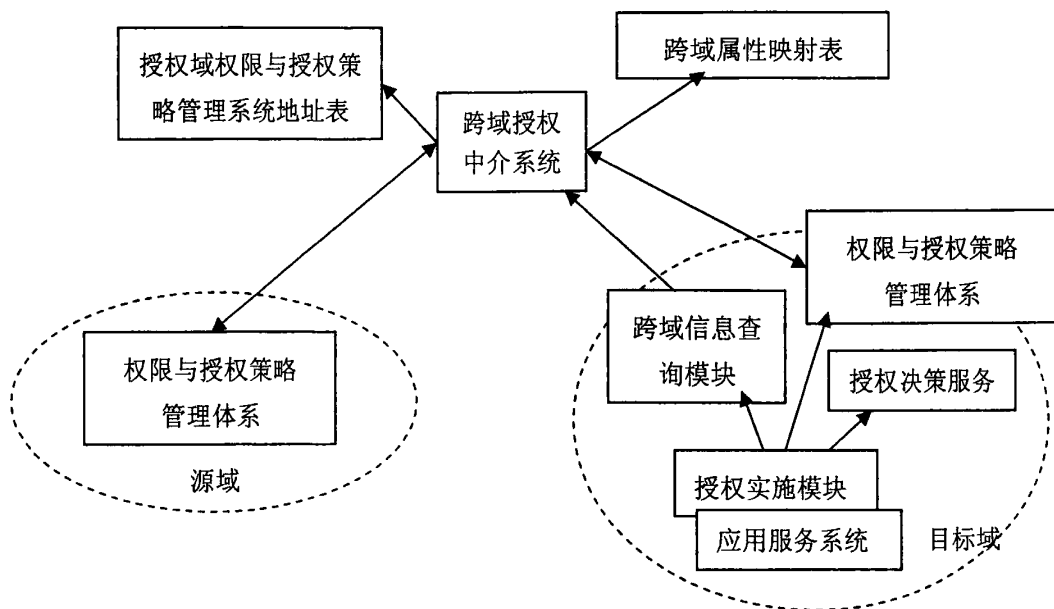 授权域权限与授权策
略管理系统地址表
跨域属性映射表
跨域授权
中介系统
权限与授权策略
管理体系
跨域信息查
询模块
权限与授权策略
管理体系
授权决策服务
源域
授权实施模块
应用服务系统
目标域